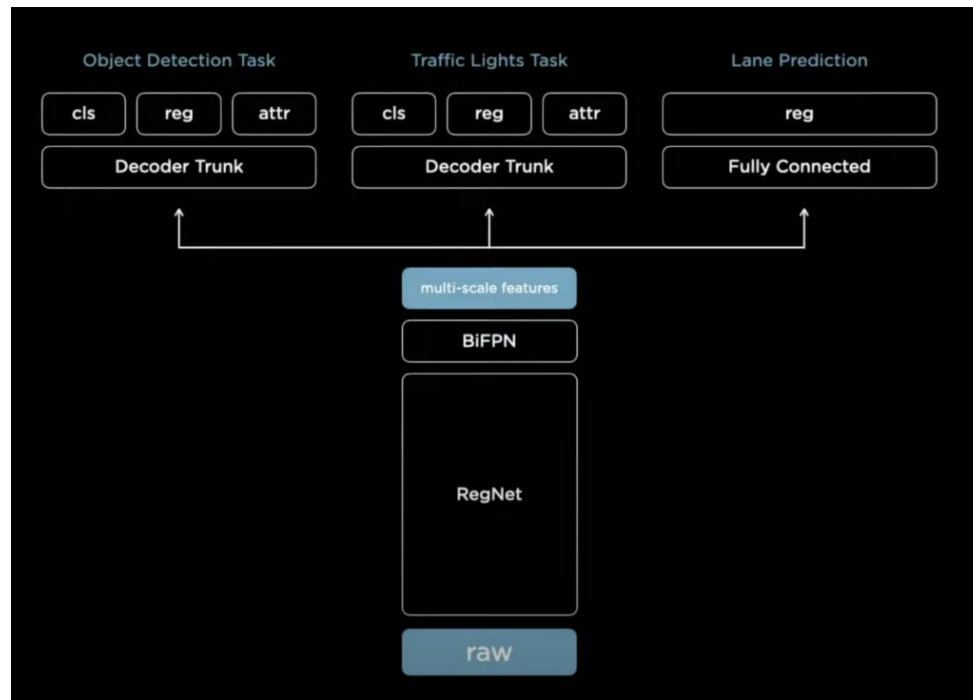 Object Detection Task
Traffic Lights Task
Lane Prediction
cls reg attr
cls reg attr
reg
Decoder Trunk
Decoder Trunk
Fully Connected
multi-scale features
BiFPN
RegNet
raw